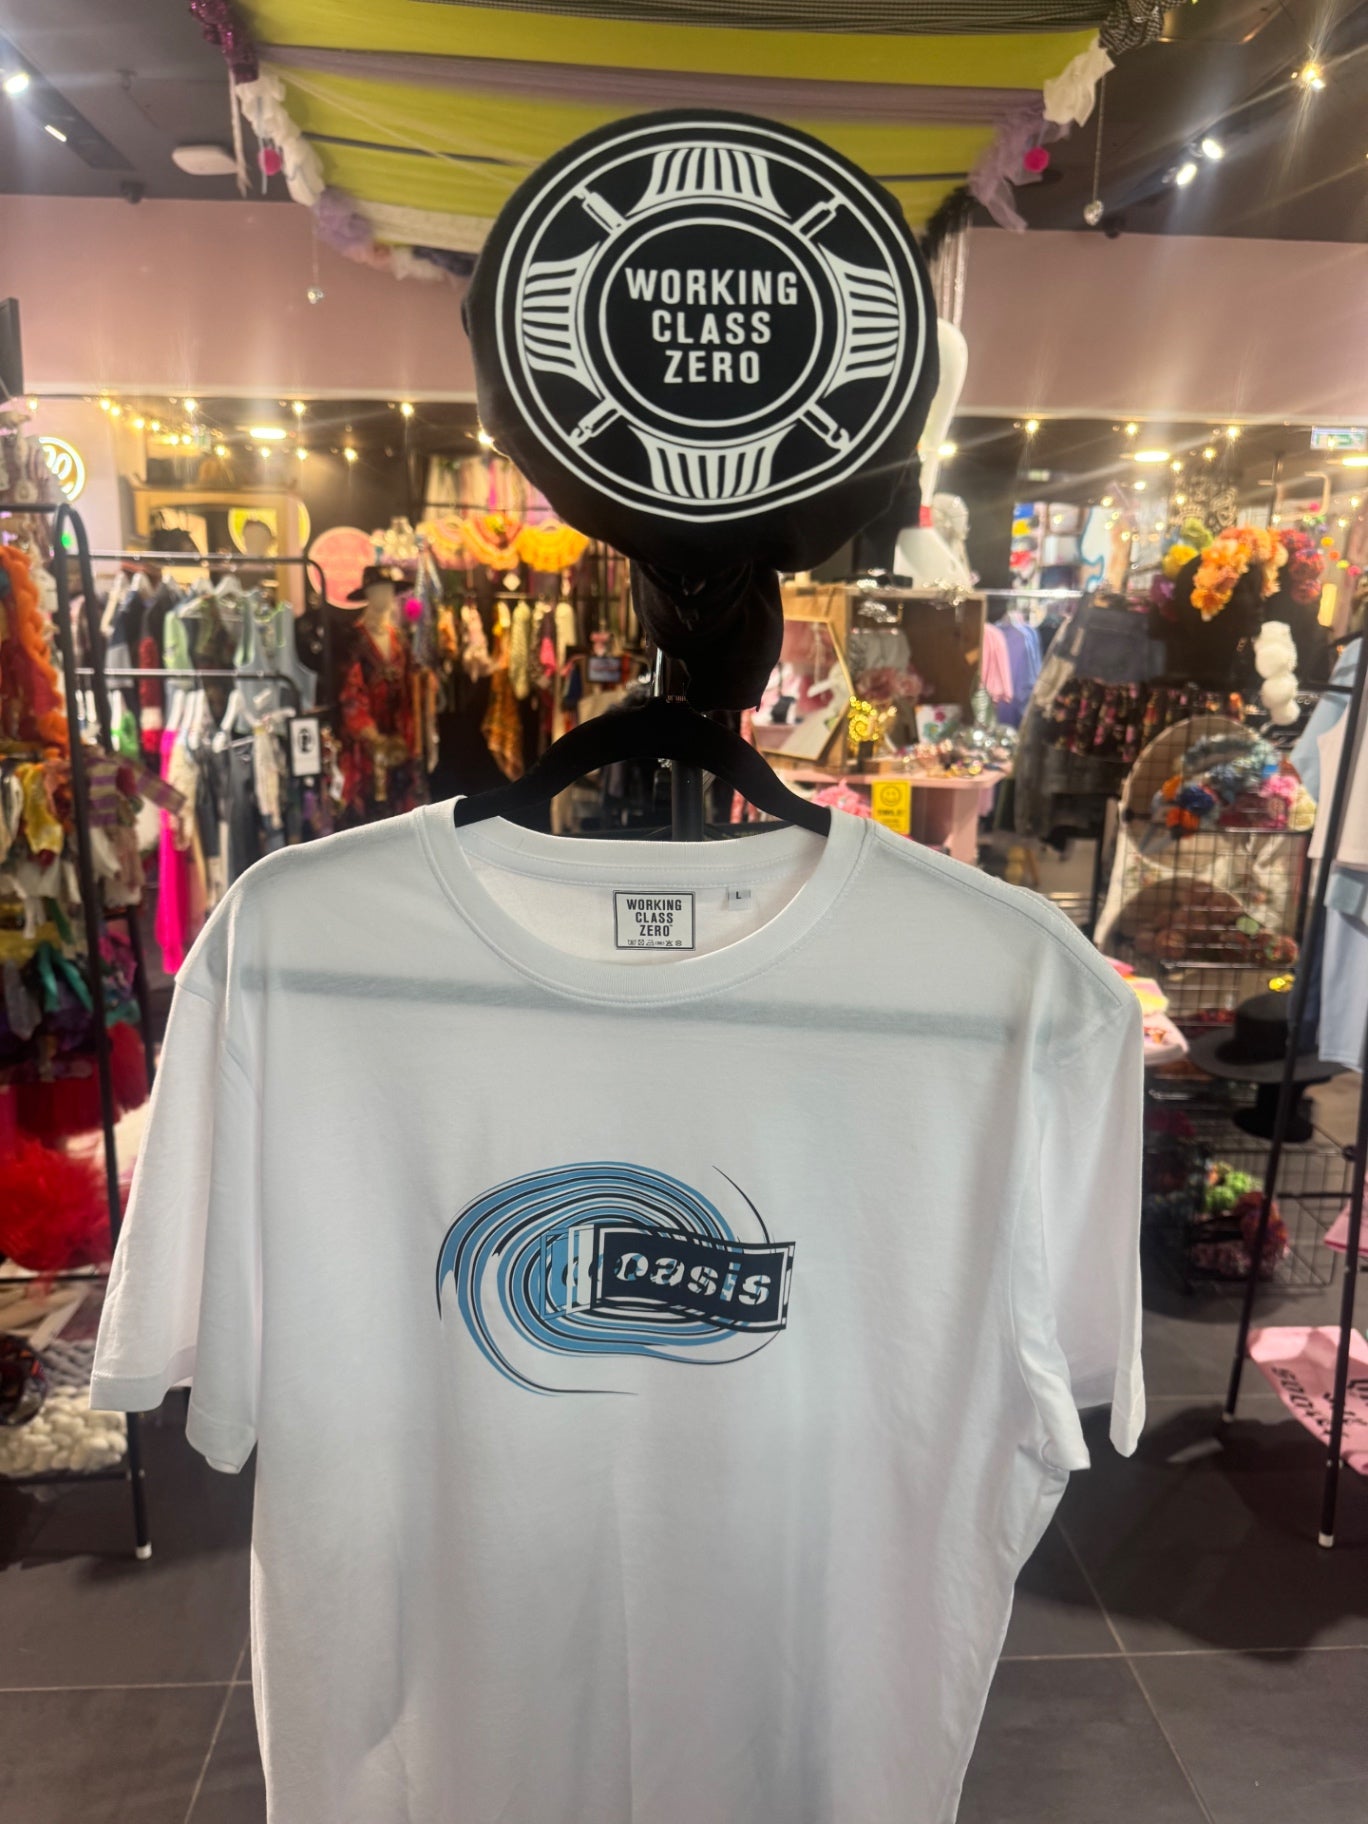 WORKING
CLASS
ZERO
WORKING
CLASS
ZERO
L
oasis